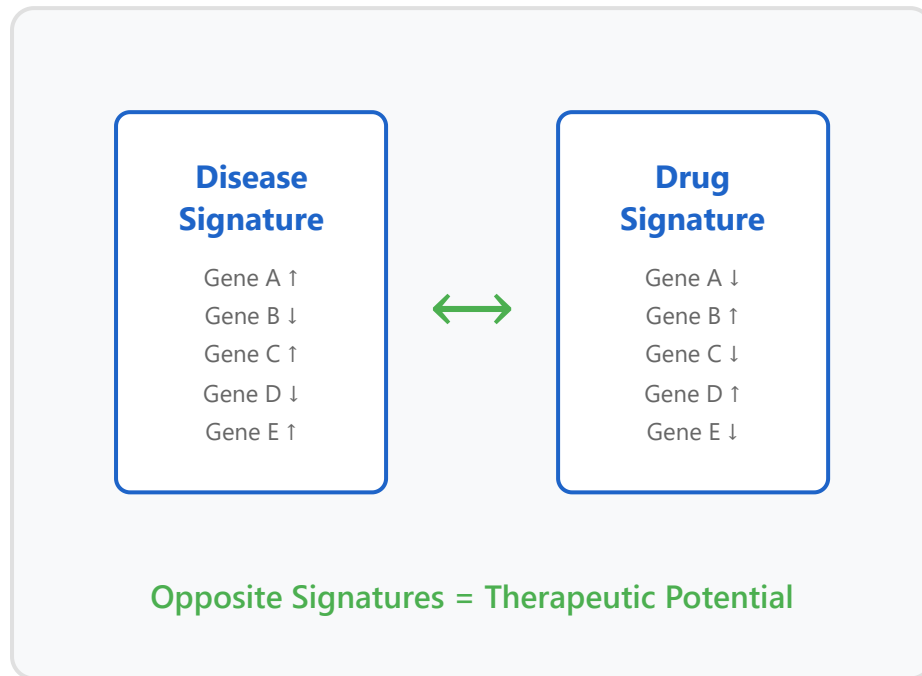 Disease
Signature
Gene A ↑
Gene B ↓
Gene C ↑
Gene D ↓
Gene E ↑
Drug
Signature
Gene A ↓
Gene B ↑
Gene C ↓
Gene D ↑
Gene E ↓
Opposite Signatures = Therapeutic Potential